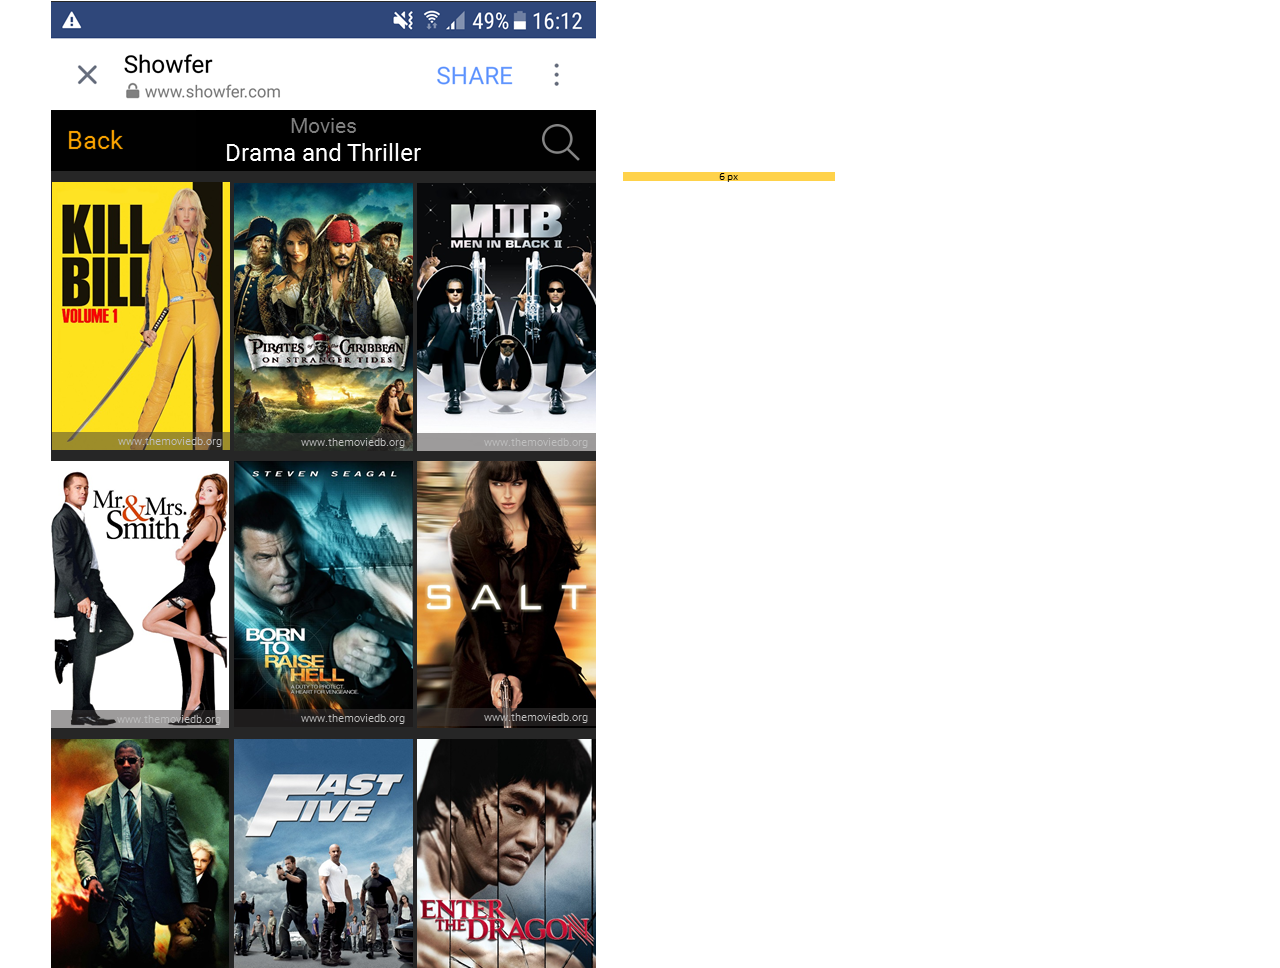 49% 16:12
Showfer
www.showfer.com
SHARE
Back
Movies
Drama and Thriller
6 px
KILL
BILL
VOLUME 1
www.themoviedb.org
PIRATES of the CARIBBEAN
ON STRANGER TIDES
www.themoviedb.org
MIIB
MEN IN BLACK II
www.themoviedb.org
Mr. & Mrs.
Smith
www.themoviedb.org
STEVEN SEAGAL
BORN
TO
RAISE
HELL
A DUTY TO PROTECT.
A HEART FOR VENGEANCE.
www.themoviedb.org
SALT
www.themoviedb.org
FAST
FIVE
ENTER
THE DRAGON